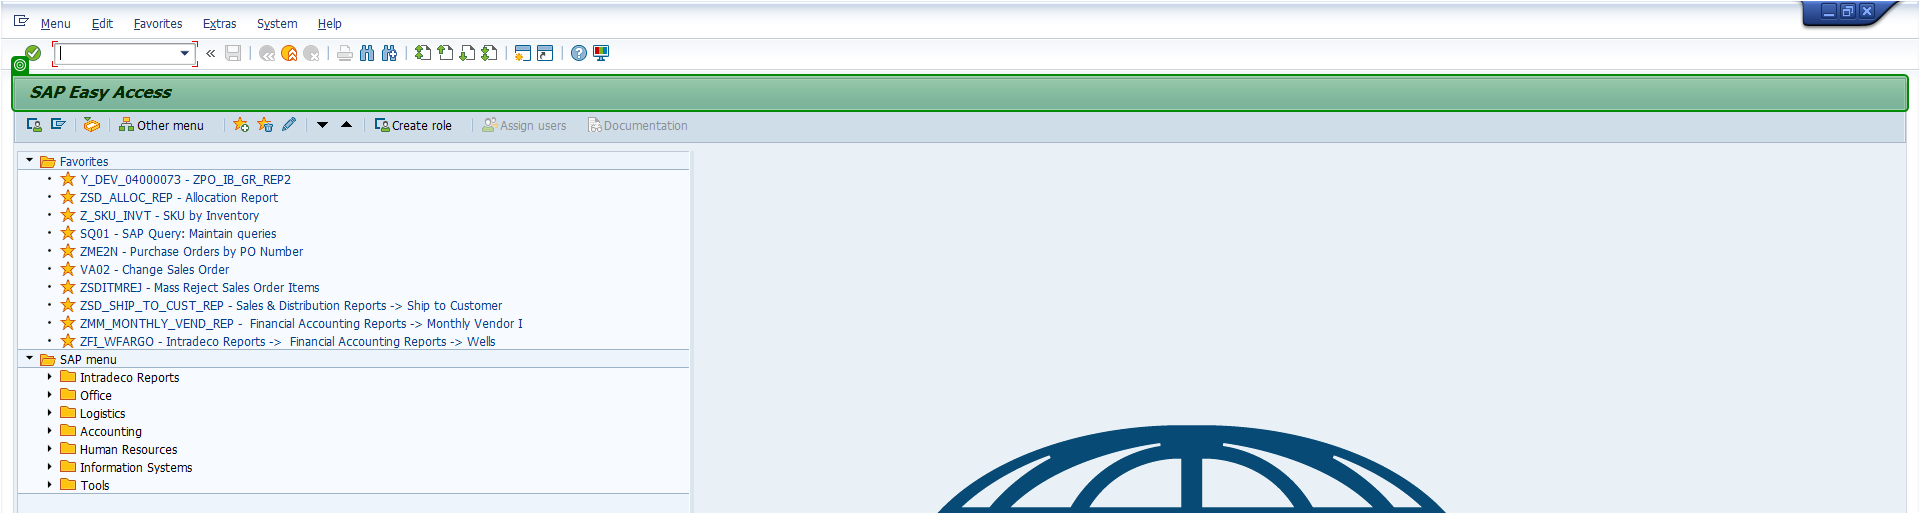 Menu Edit Favorites Extras System Help
SAP Easy Access
Other menu Create role Assign users Documentation
Favorites
Y_DEV_04000073 - ZPO_IB_GR_REP2
ZSD_ALLOC_REP - Allocation Report
Z_SKU_INVT - SKU by Inventory
SQ01 - SAP Query: Maintain queries
ZME2N - Purchase Orders by PO Number
VA02 - Change Sales Order
ZSDITMREJ - Mass Reject Sales Order Items
ZSD_SHIP_TO_CUST_REP - Sales & Distribution Reports -> Ship to Customer
ZMM_MONTHLY_VEND_REP -  Financial Accounting Reports -> Monthly Vendor I
ZFI_WFARGO - Intradeco Reports ->  Financial Accounting Reports -> Wells
SAP menu
Intradeco Reports
Office
Logistics
Accounting
Human Resources
Information Systems
Tools